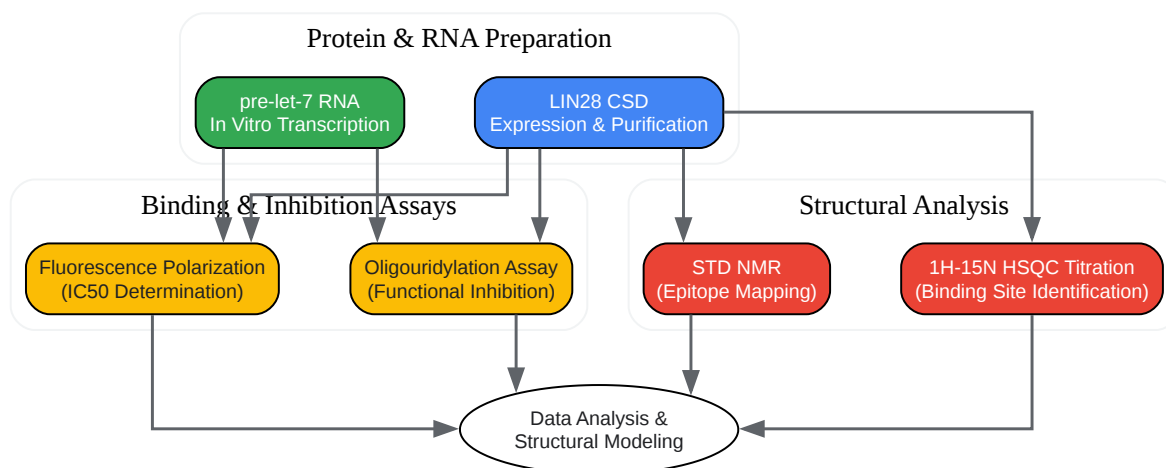 Protein & RNA Preparation
pre-let-7 RNA
In Vitro Transcription
LIN28 CSD
Expression & Purification
Binding & Inhibition Assays
Structural Analysis
Fluorescence Polarization
(IC50 Determination)
Oligouridylation Assay
(Functional Inhibition)
STD NMR
(Epitope Mapping)
1H-15N HSQC Titration
(Binding Site Identification)
Data Analysis &
Structural Modeling